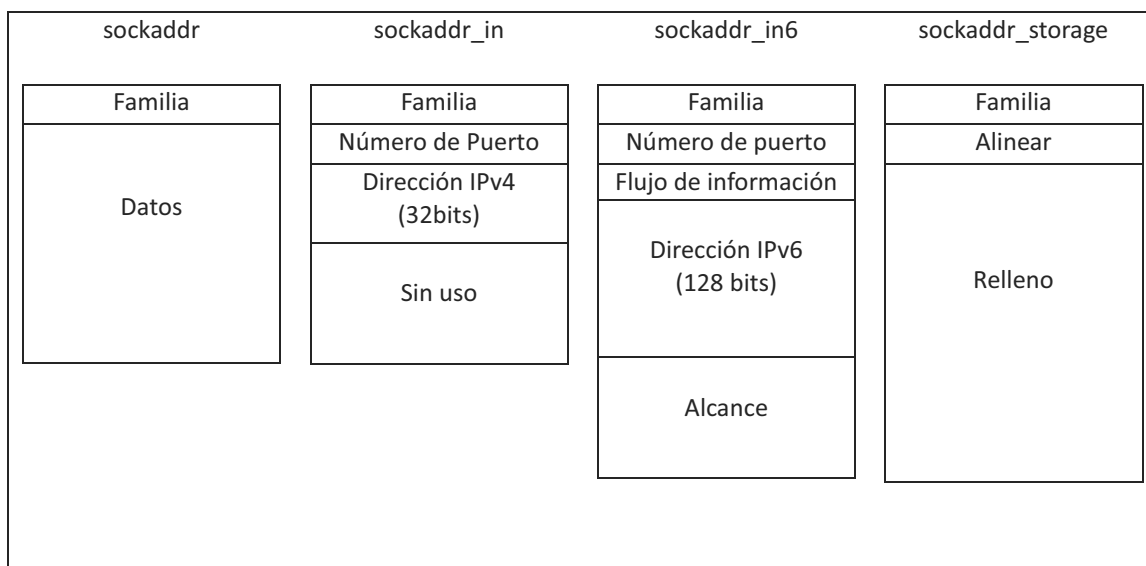 sockaddr
sockaddr_in
sockaddr_in6
sockaddr_storage
Familia
Datos
Familia
Número de Puerto
Dirección IPv4
(32bits)
Sin uso
Familia
Número de puerto
Flujo de información
Dirección IPv6
(128 bits)
Alcance
Familia
Alinear
Relleno